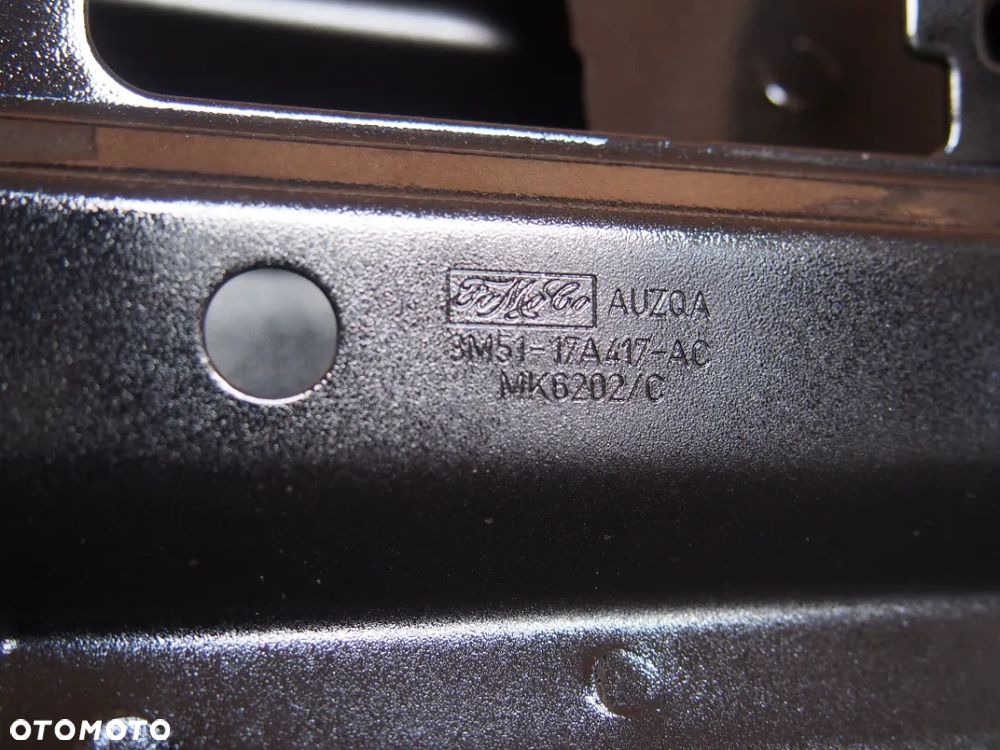 FoMoCo AUZQA
3M51-17A417-AC
MK6202/C
OTOMOTO